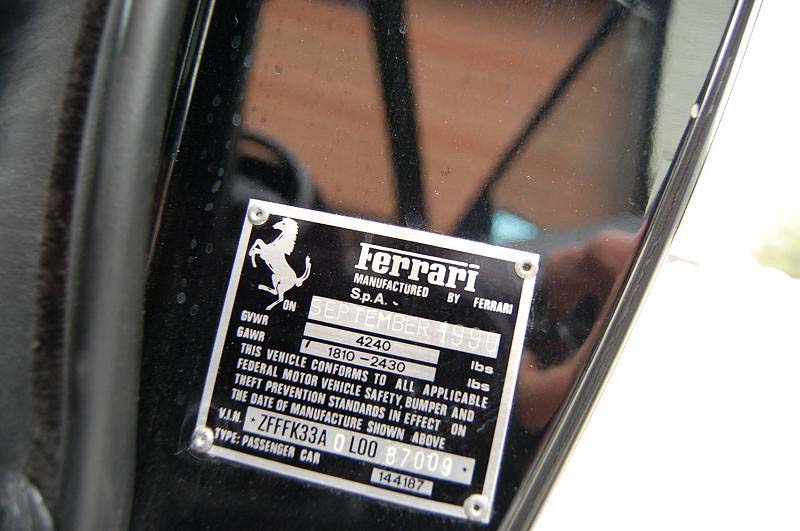 Ferrari
MANUFACTURED BY FERRARI
S.p.A.
ON SEPTEMBER 1990
GVWR 4240 lbs
GAWR 1810-2430 lbs
THIS VEHICLE CONFORMS TO ALL APPLICABLE
FEDERAL MOTOR VEHICLE SAFETY, BUMPER AND
THEFT PREVENTION STANDARDS IN EFFECT ON
THE DATE OF MANUFACTURE SHOWN ABOVE
V.I.N. *ZFFFK33A0L0087009*
TYPE: PASSENGER CAR 144187